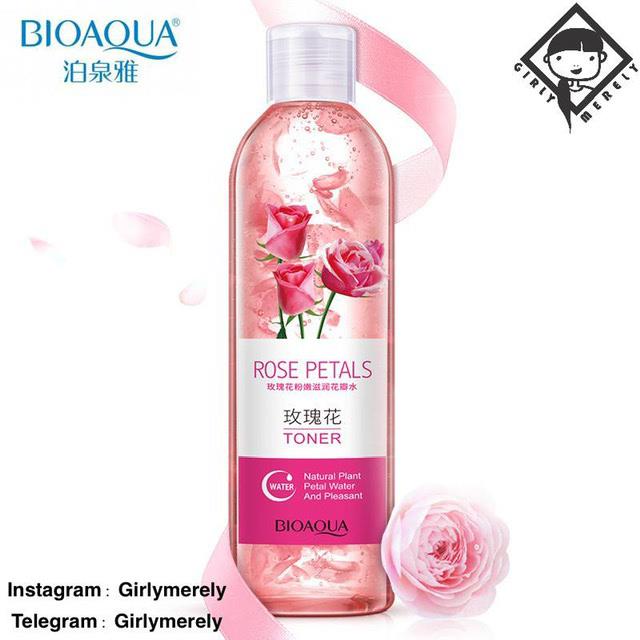 BIOAQUA®
泊泉雅
GIRLY MERELY
ROSE PETALS
玫瑰花粉嫩滋润花瓣水
玫瑰花
TONER
WATER
Natural Plant
Petal Water
And Pleasant
BIOAQUA
Instagram： Girlymerely
Telegram： Girlymerely